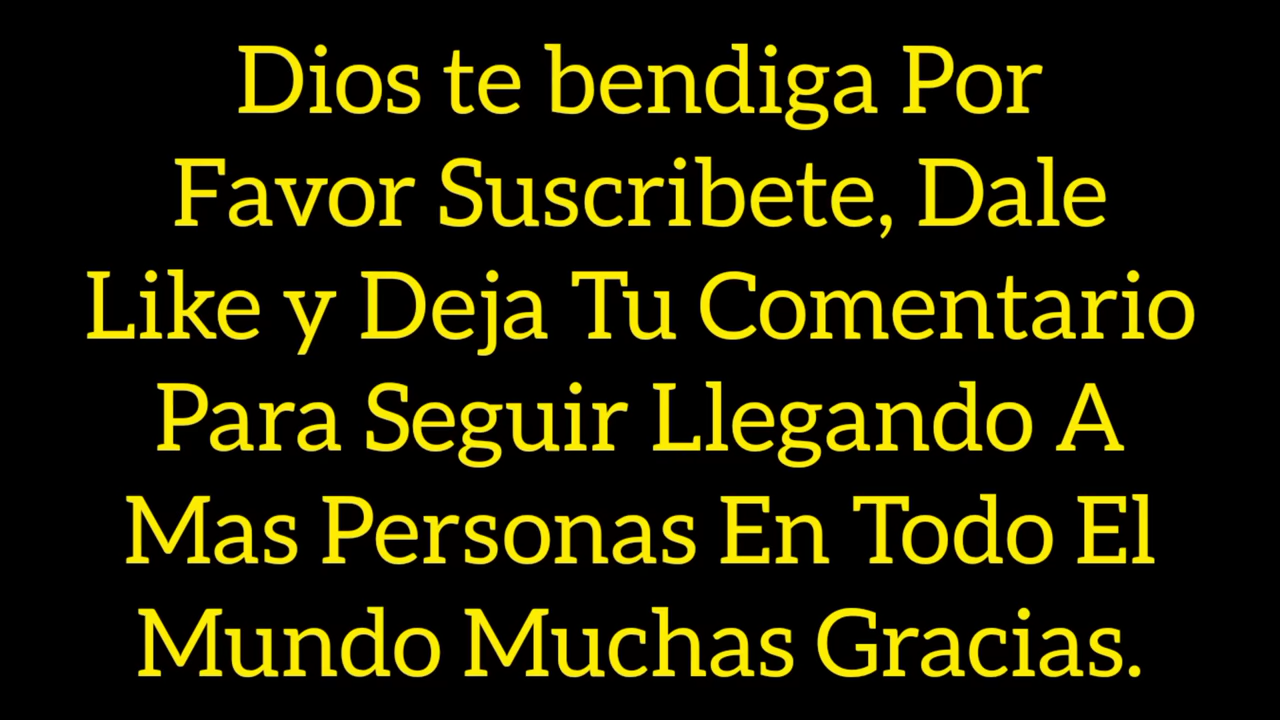 Dios te bendiga Por
Favor Suscribete, Dale
Like y Deja Tu Comentario
Para Seguir Llegando A
Mas Personas En Todo El
Mundo Muchas Gracias.